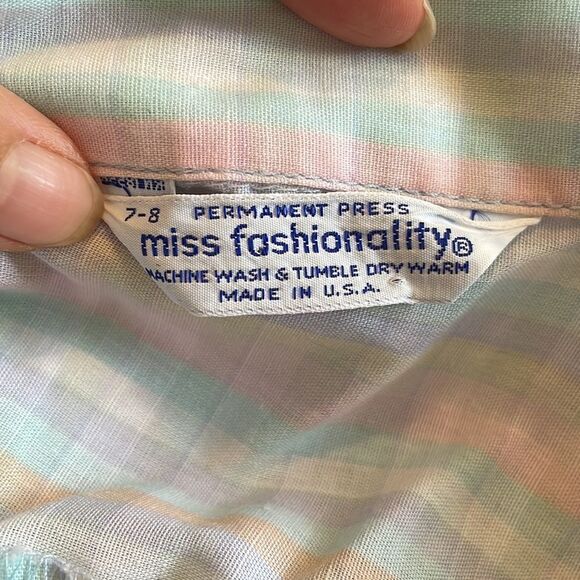 7-8 PERMANENT PRESS
miss fashionality®
MACHINE WASH & TUMBLE DRY WARM
MADE IN U.S.A.